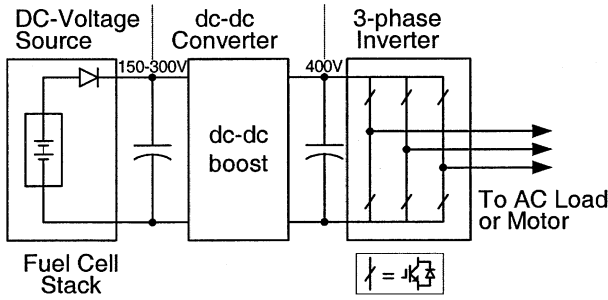 DC-Voltage
Source
dc-dc
Converter
3-phase
Inverter
150-300V
400V
dc-dc
boost
To AC Load
or Motor
Fuel Cell
Stack
=